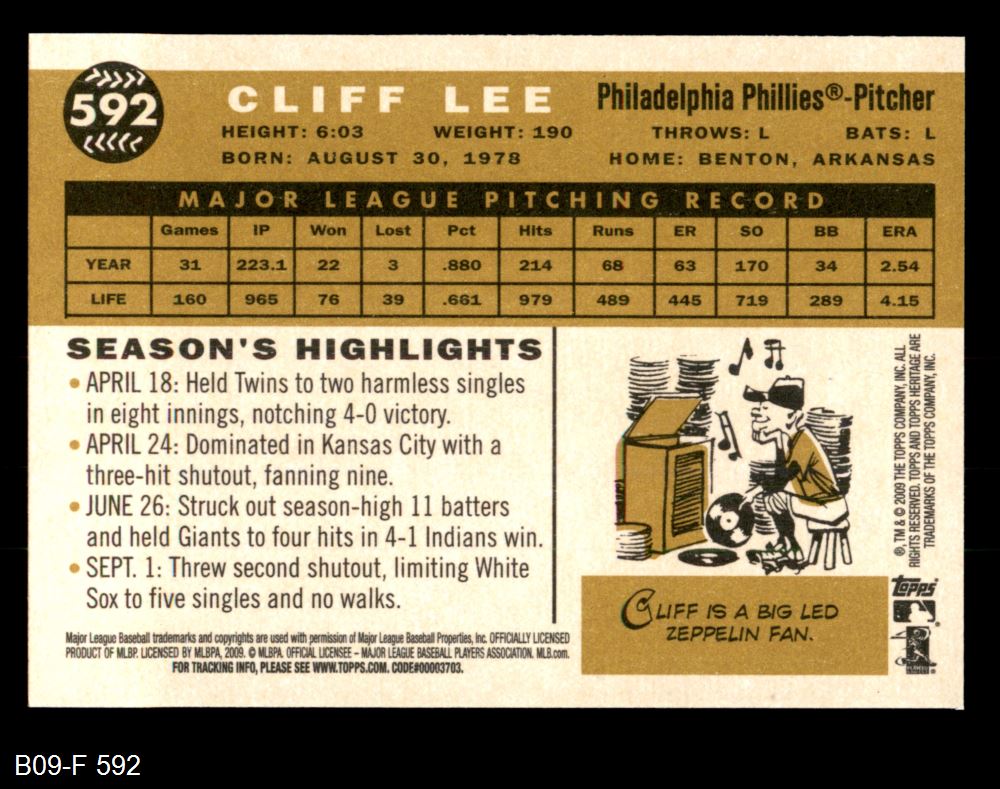 592
CLIFF LEE
Philadelphia Phillies®-Pitcher
HEIGHT: 6:03 WEIGHT: 190 THROWS: L BATS: L
BORN: AUGUST 30, 1978 HOME: BENTON, ARKANSAS
MAJOR LEAGUE PITCHING RECORD
Games IP Won Lost Pct Hits Runs ER SO BB ERA
YEAR 31 223.1 22 3 .880 214 68 63 170 34 2.54
LIFE 160 965 76 39 .661 979 489 445 719 289 4.15
SEASON'S HIGHLIGHTS
• APRIL 18: Held Twins to two harmless singles
in eight innings, notching 4-0 victory.
• APRIL 24: Dominated in Kansas City with a
three-hit shutout, fanning nine.
• JUNE 26: Struck out season-high 11 batters
and held Giants to four hits in 4-1 Indians win.
• SEPT. 1: Threw second shutout, limiting White
Sox to five singles and no walks.
Major League Baseball trademarks and copyrights are used with permission of Major League Baseball Properties, Inc. OFFICIALLY LICENSED
PRODUCT OF MLBP. LICENSED BY MLBPA, 2009. © MLBPA. OFFICIAL LICENSEE – MAJOR LEAGUE BASEBALL PLAYERS ASSOCIATION. MLB.com.
FOR TRACKING INFO, PLEASE SEE WWW.TOPPS.COM. CODE#00003703.
CLIFF IS A BIG LED
ZEPPELIN FAN.
®, TM & © 2009 THE TOPPS COMPANY, INC. ALL
RIGHTS RESERVED. TOPPS AND TOPPS HERITAGE ARE
TRADEMARKS OF THE TOPPS COMPANY, INC.
topps
B09-F 592